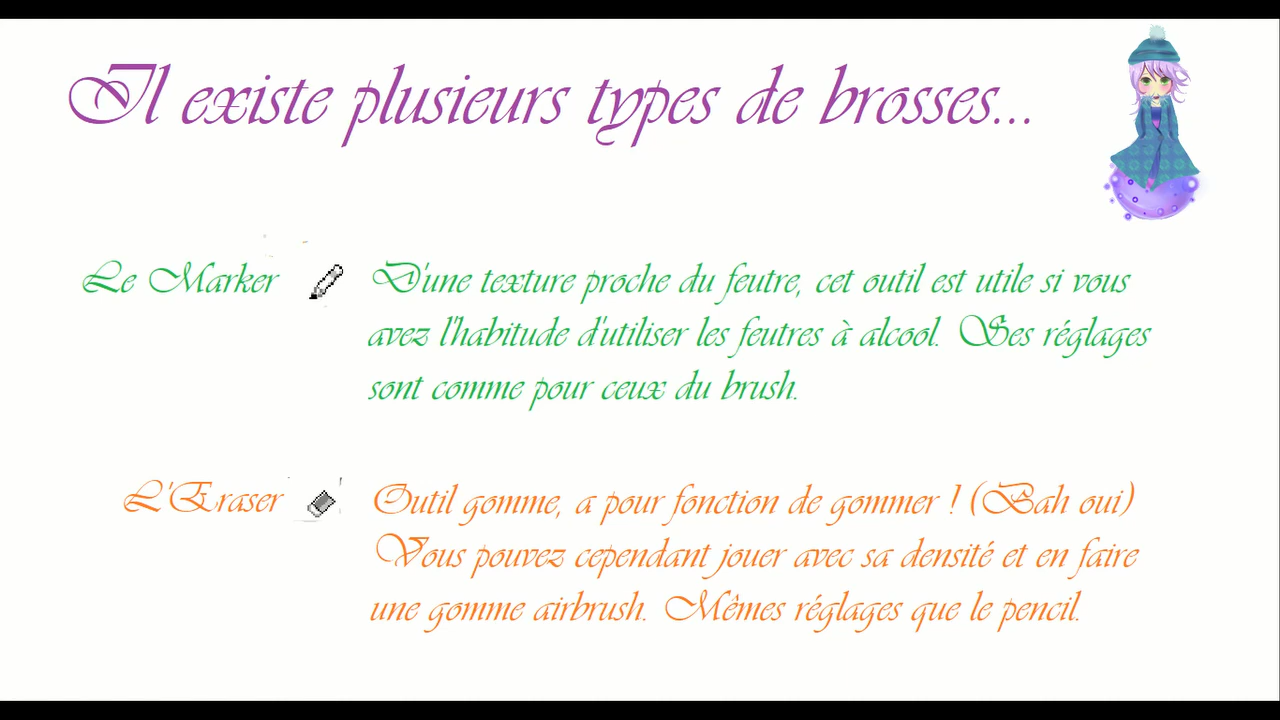 Il existe plusieurs types de brosses...
Le Marker D'une texture proche du feutre, cet outil est utile si vous
avez l'habitude d'utiliser les feutres à alcool. Ses réglages
sont comme pour ceux du brush.
L'Eraser Outil gomme, a pour fonction de gommer ! (Bah oui)
Vous pouvez cependant jouer avec sa densité et en faire
une gomme airbrush. Mêmes réglages que le pencil.